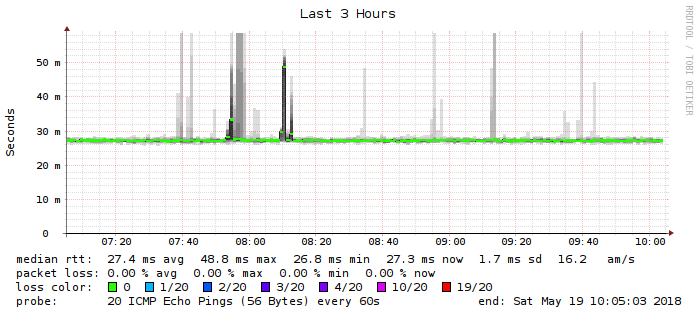 Last 3 Hours
RRDTOOL / TOBI OETIKER
Seconds
50 m
40 m
30 m
20 m
10 m
0
07:20 07:40 08:00 08:20 08:40 09:00 09:20 09:40 10:00
median rtt: 27.4 ms avg 48.8 ms max 26.8 ms min 27.3 ms now 1.7 ms sd 16.2 am/s
packet loss: 0.00 % avg 0.00 % max 0.00 % min 0.00 % now
loss color: 0 1/20 2/20 3/20 4/20 10/20 19/20
probe: 20 ICMP Echo Pings (56 Bytes) every 60s end: Sat May 19 10:05:03 2018